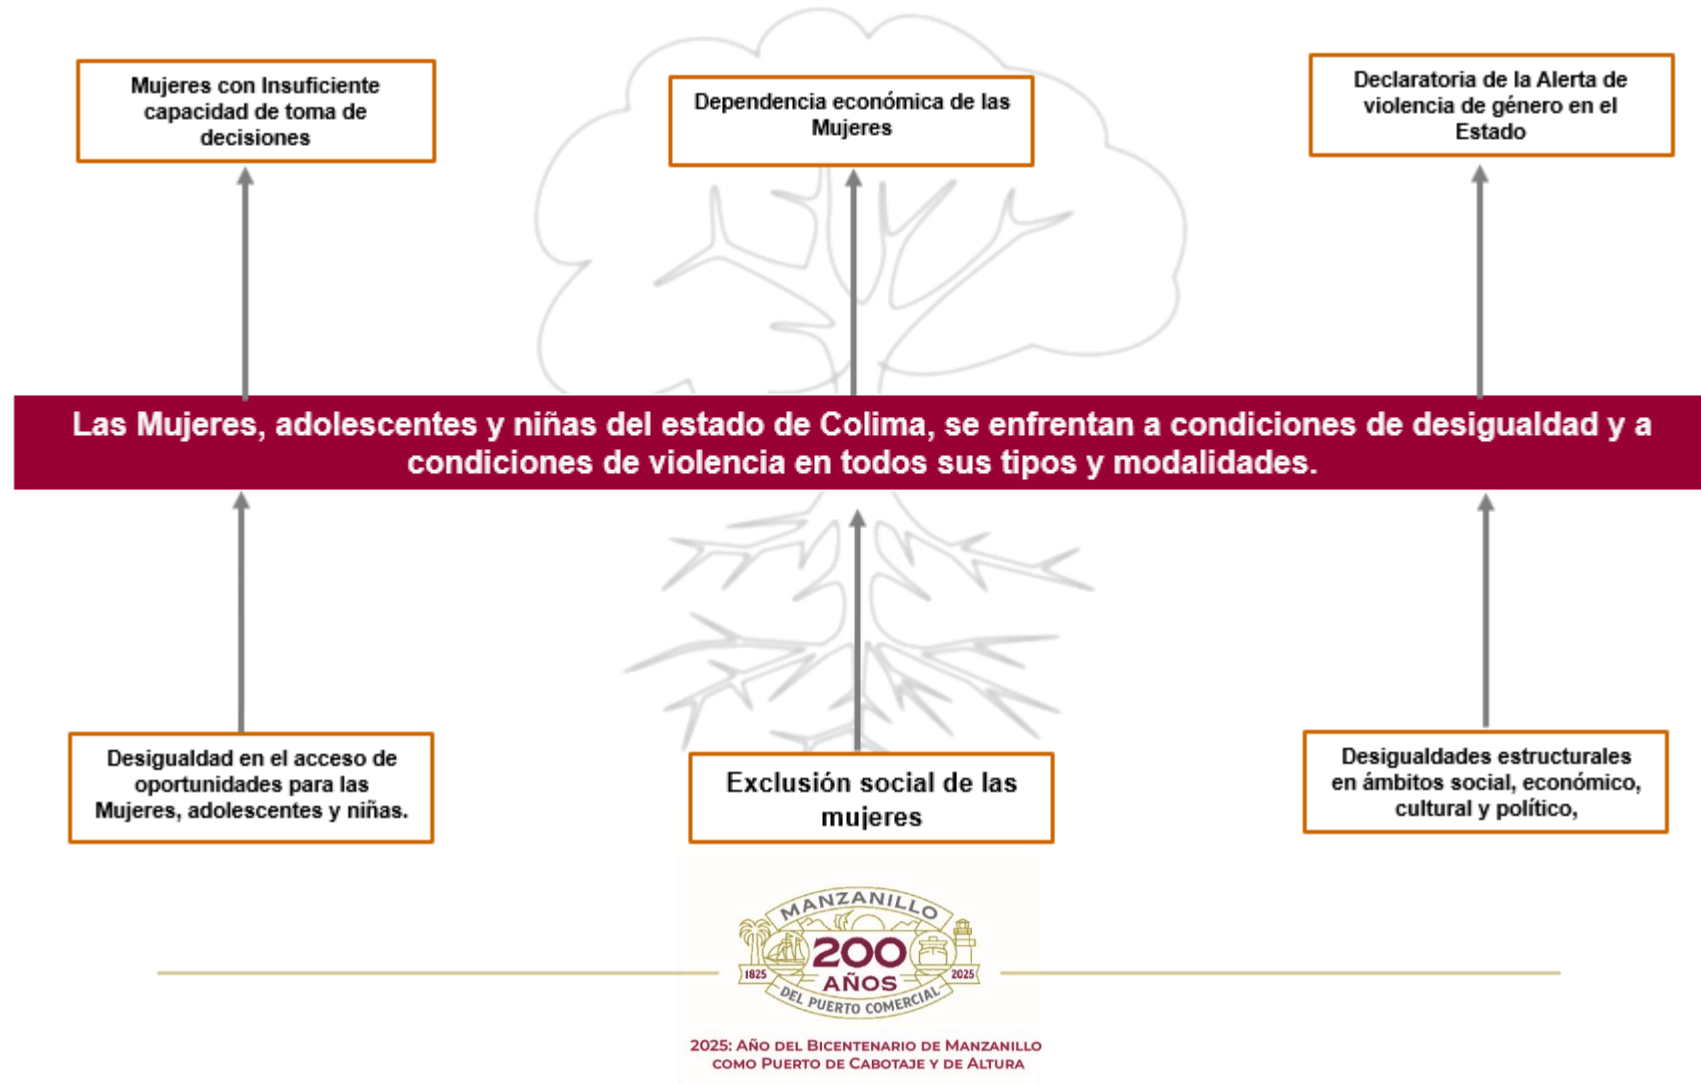 Mujeres con Insuficiente
capacidad de toma de
decisiones
Dependencia económica de las
Mujeres
Declaratoria de la Alerta de
violencia de género en el
Estado
Las Mujeres, adolescentes y niñas del estado de Colima, se enfrentan a condiciones de desigualdad y a
condiciones de violencia en todos sus tipos y modalidades.
Desigualdad en el acceso de
oportunidades para las
Mujeres, adolescentes y niñas.
Exclusión social de las
mujeres
Desigualdades estructurales
en ámbitos social, económico,
cultural y político,
MANZANILLO
200
AÑOS
1825
2025
DEL PUERTO COMERCIAL
2025: AÑO DEL BICENTENARIO DE MANZANILLO
COMO PUERTO DE CABOTAJE Y DE ALTURA